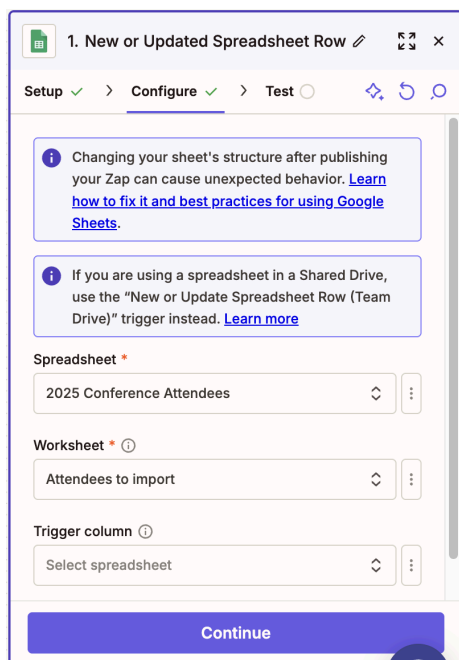 1. New or Updated Spreadsheet Row
Setup
Configure
Test
Changing your sheet's structure after publishing
your Zap can cause unexpected behavior. Learn
how to fix it and best practices for using Google
Sheets.
If you are using a spreadsheet in a Shared Drive,
use the “New or Update Spreadsheet Row (Team
Drive)” trigger instead. Learn more
Spreadsheet *
2025 Conference Attendees
Worksheet *
Attendees to import
Trigger column
Select spreadsheet
Continue